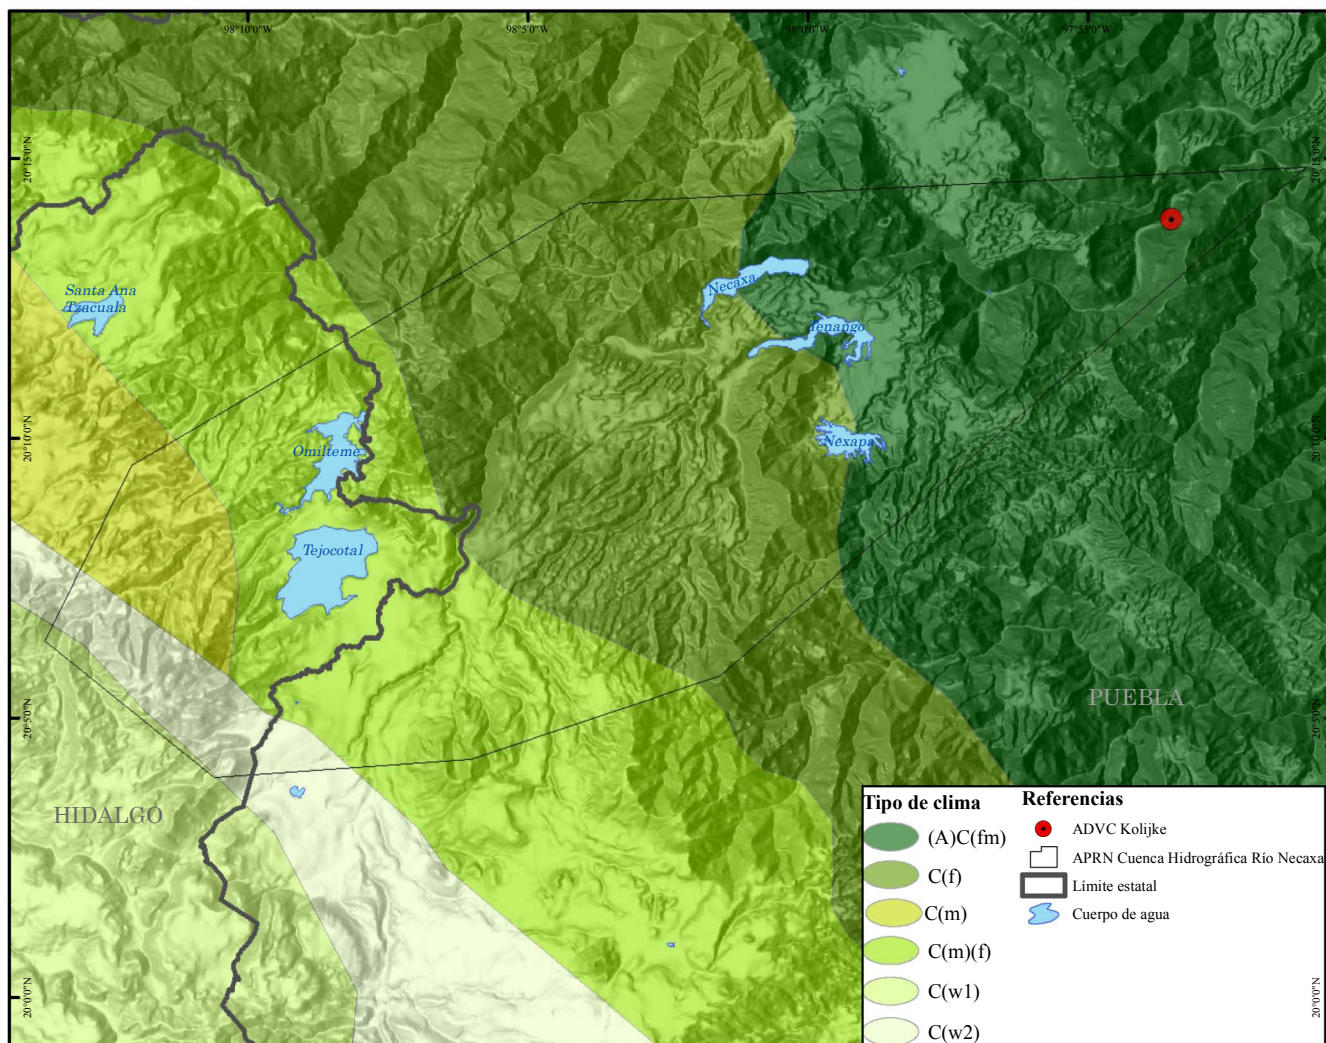 98°10'0"W
98°5'0"W
98°0'0"W
97°55'0"W
20°15'0"N
20°15'0"N
Santa Ana
Tzacuala
Necaxa
Tenango
20°10'0"N
20°10'0"N
Omilteme
Nexapa
Tejocotal
PUEBLA
20°5'0"N
20°5'0"N
HIDALGO
Tipo de clima
(A)C(fm)
C(f)
C(m)
C(m)(f)
C(w1)
C(w2)
Referencias
ADVC Kolijke
APRN Cuenca Hidrográfica Río Necaxa
Límite estatal
Cuerpo de agua
20°0'0"N
20°0'0"N